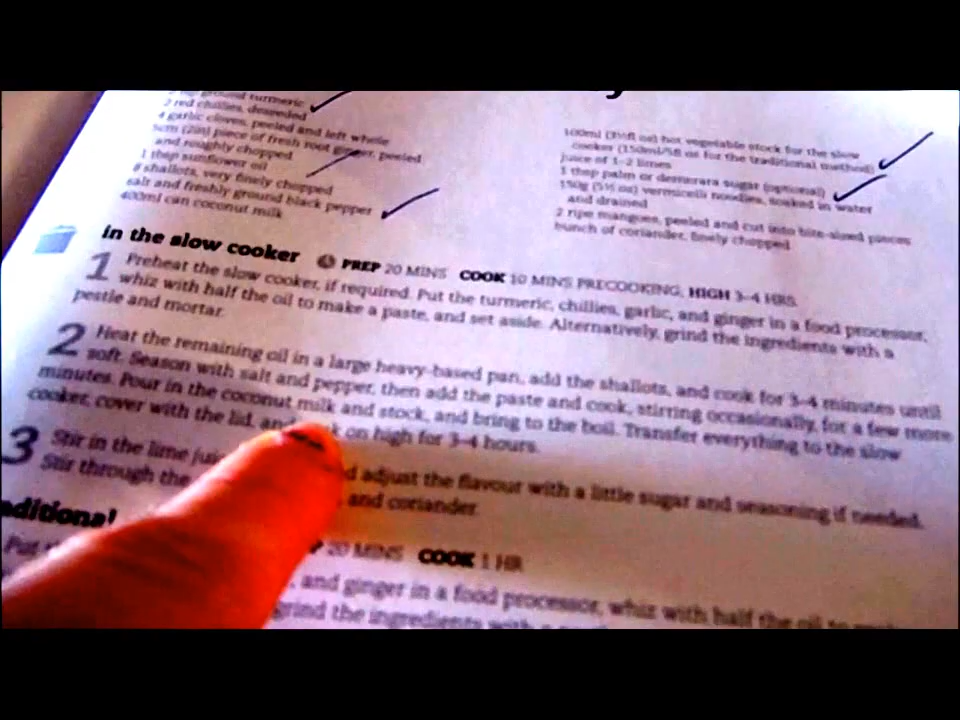 ground turmeric
2 red chillies, deseeded
4 garlic cloves, peeled and left whole
5cm (2in) piece of fresh root ginger, peeled
and roughly chopped
1 tbsp sunflower oil
8 shallots, very finely chopped
salt and freshly ground black pepper
400ml can coconut milk
100ml (3½fl oz) hot vegetable stock for the slow
cooker (150ml/5fl oz for the traditional method)
juice of 1–2 limes
1 tbsp palm or demerara sugar (optional)
150g (5½ oz) vermicelli noodles, soaked in water
and drained
2 ripe mangoes, peeled and cut into bite-sized pieces
bunch of coriander, finely chopped
in the slow cooker PREP 20 MINS COOK 10 MINS PRECOOKING; HIGH 3–4 HRS
1 Preheat the slow cooker, if required. Put the turmeric, chillies, garlic, and ginger in a food processor,
whiz with half the oil to make a paste, and set aside. Alternatively, grind the ingredients with a
pestle and mortar.
2 Heat the remaining oil in a large heavy-based pan, add the shallots, and cook for 3–4 minutes until
soft. Season with salt and pepper, then add the paste and cook, stirring occasionally, for a few more
minutes. Pour in the coconut milk and stock, and bring to the boil. Transfer everything to the slow
cooker, cover with the lid, and on high for 3–4 hours.
3 Stir in the lime adjust the flavour with a little sugar and seasoning if needed.
Stir through the and coriander.
20 MINS COOK 1 HR
Put and ginger in a food processor, whiz with half the oil to
grind the ingredients with a